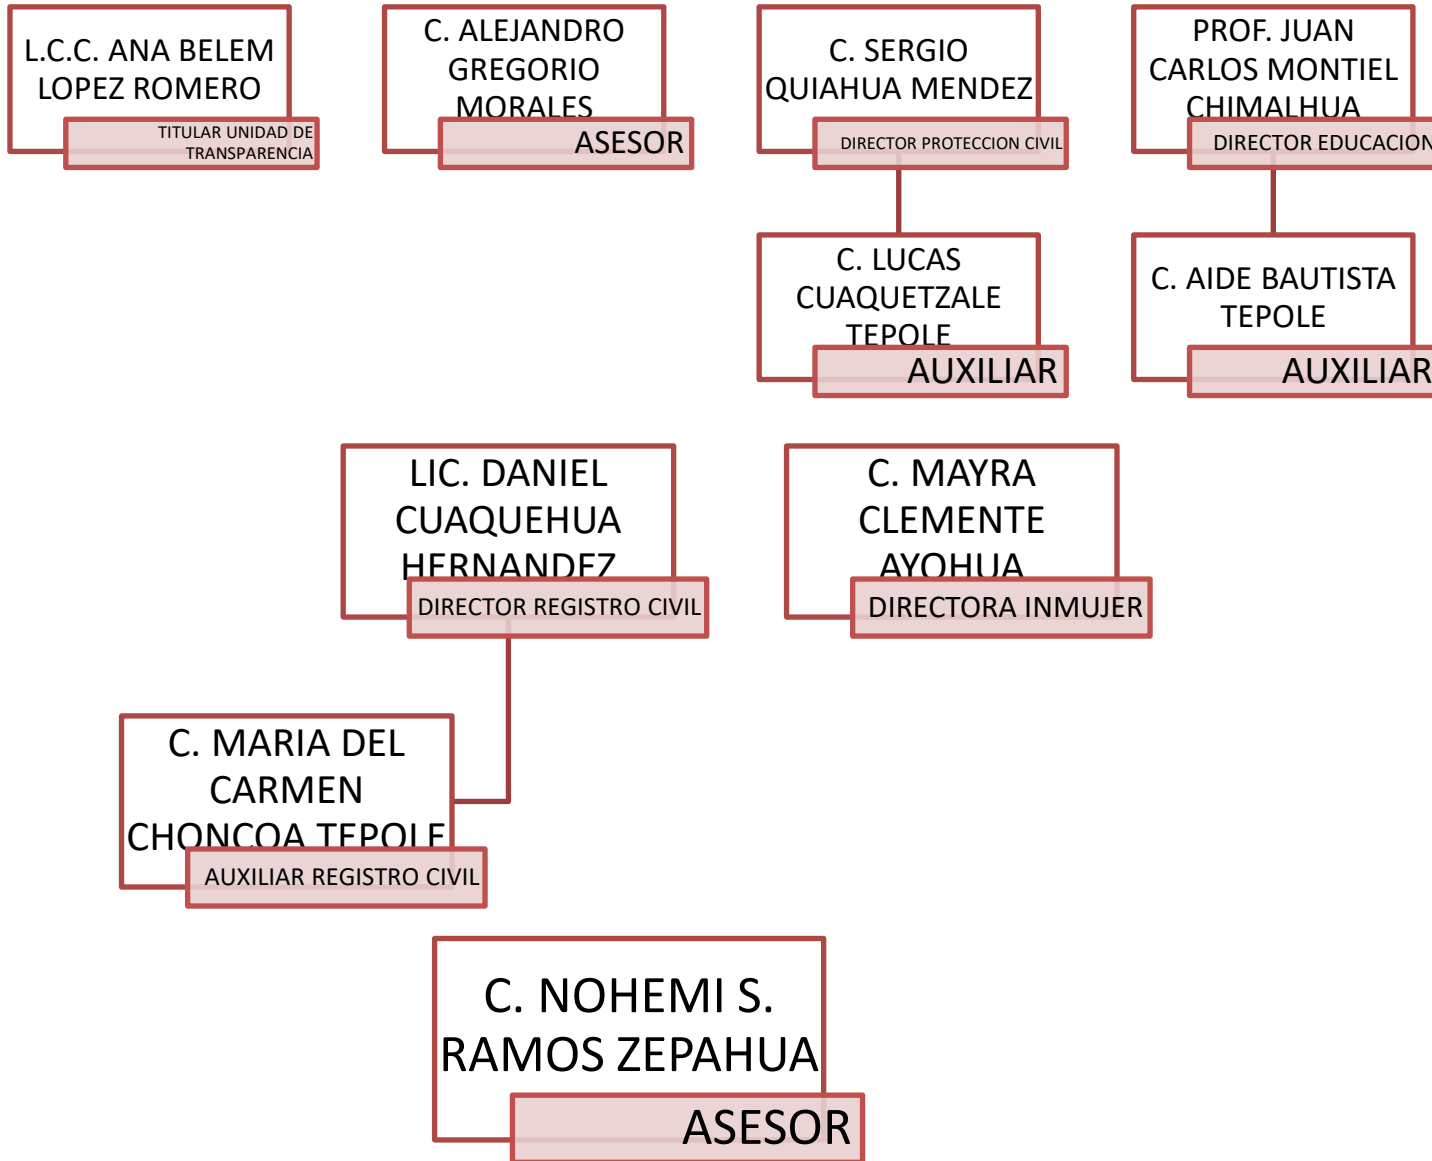 L.C.C. ANA BELEM
LOPEZ ROMERO
TITULAR UNIDAD DE
TRANSPARENCIA
C. ALEJANDRO
GREGORIO
MORALES
ASESOR
C. SERGIO
QUIAHUA MENDEZ
DIRECTOR PROTECCION CIVIL
PROF. JUAN
CARLOS MONTIEL
CHIMALHUA
DIRECTOR EDUCACION
C. LUCAS
CUAQUETZALE
TEPOLE
AUXILIAR
C. AIDE BAUTISTA
TEPOLE
AUXILIAR
LIC. DANIEL
CUAQUEHUA
HERNANDEZ
DIRECTOR REGISTRO CIVIL
C. MAYRA
CLEMENTE
AYOHUA
DIRECTORA INMUJER
C. MARIA DEL
CARMEN
CHONCOA TEPOLE
AUXILIAR REGISTRO CIVIL
C. NOHEMI S.
RAMOS ZEPAHUA
ASESOR